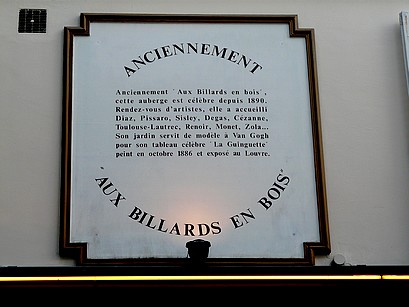 ANCIENNEMENT
Anciennement "Aux Billards en bois",
cette auberge est célèbre depuis 1890.
Rendez-vous d'artistes, elle a accueilli
Diaz, Pissaro, Sisley, Degas, Cézanne,
Toulouse-Lautrec, Renoir, Monet, Zola...
Son jardin servit de modèle à Van Gogh
pour son tableau célèbre "La Guinguette"
peint en octobre 1886 et exposé au Louvre.
"AUX BILLARDS EN BOIS"